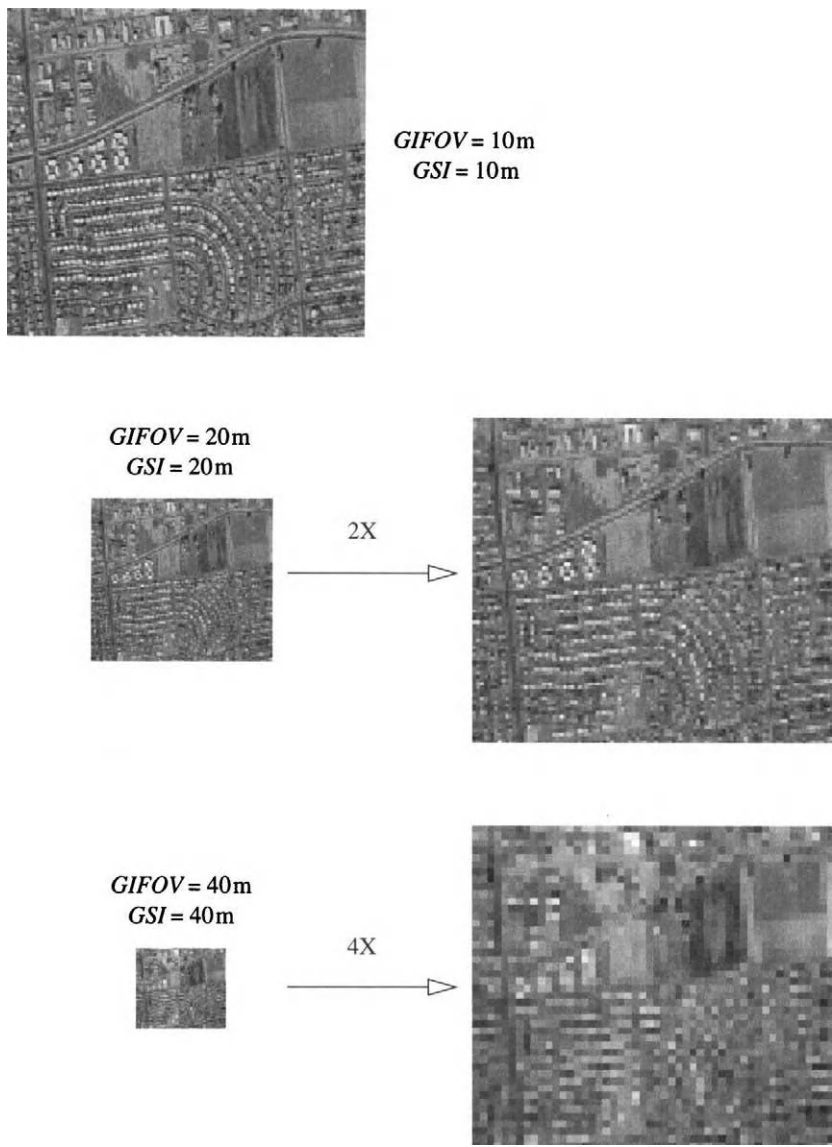 GIFOV = 10m
GSI = 10m
GIFOV = 20m
GSI = 20m
2X
GIFOV = 40m
GSI = 40m
4X